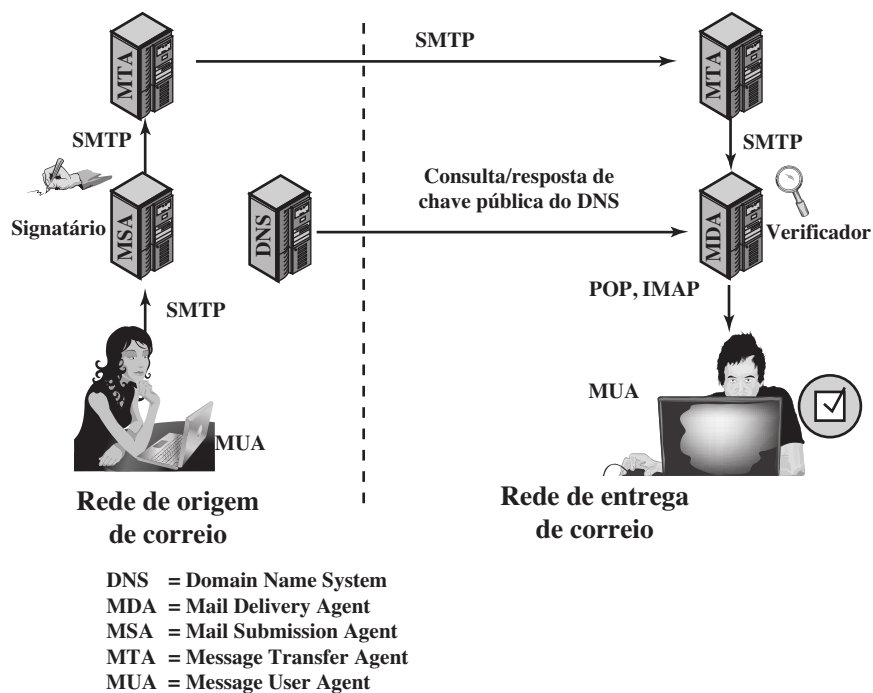 SMTP
MTA
MTA
SMTP
SMTP
Consulta/resposta de
chave pública do DNS
Signatário
MSA
DNS
MDA
Verificador
SMTP
POP, IMAP
MUA
MUA
Rede de origem
de correio
Rede de entrega
de correio
DNS = Domain Name System
MDA = Mail Delivery Agent
MSA = Mail Submission Agent
MTA = Message Transfer Agent
MUA = Message User Agent